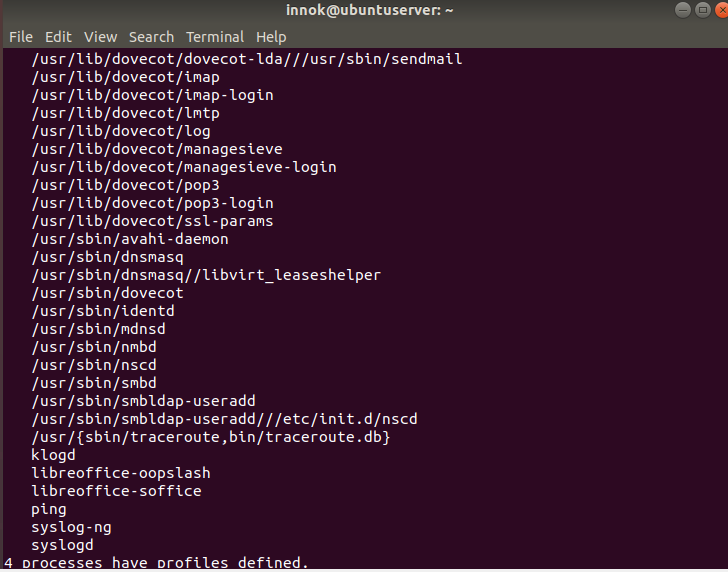 innok@ubuntuserver: ~
File Edit View Search Terminal Help
/usr/lib/dovecot/dovecot-lda///usr/sbin/sendmail
/usr/lib/dovecot/imap
/usr/lib/dovecot/imap-login
/usr/lib/dovecot/lmtp
/usr/lib/dovecot/log
/usr/lib/dovecot/managesieve
/usr/lib/dovecot/managesieve-login
/usr/lib/dovecot/pop3
/usr/lib/dovecot/pop3-login
/usr/lib/dovecot/ssl-params
/usr/sbin/avahi-daemon
/usr/sbin/dnsmasq
/usr/sbin/dnsmasq//libvirt_leaseshelper
/usr/sbin/dovecot
/usr/sbin/identd
/usr/sbin/mdnsd
/usr/sbin/nmbd
/usr/sbin/nscd
/usr/sbin/smbd
/usr/sbin/smbldap-useradd
/usr/sbin/smbldap-useradd///etc/init.d/nscd
/usr/{sbin/traceroute,bin/traceroute.db}
klogd
libreoffice-oopslash
libreoffice-soffice
ping
syslog-ng
syslogd
4 processes have profiles defined.